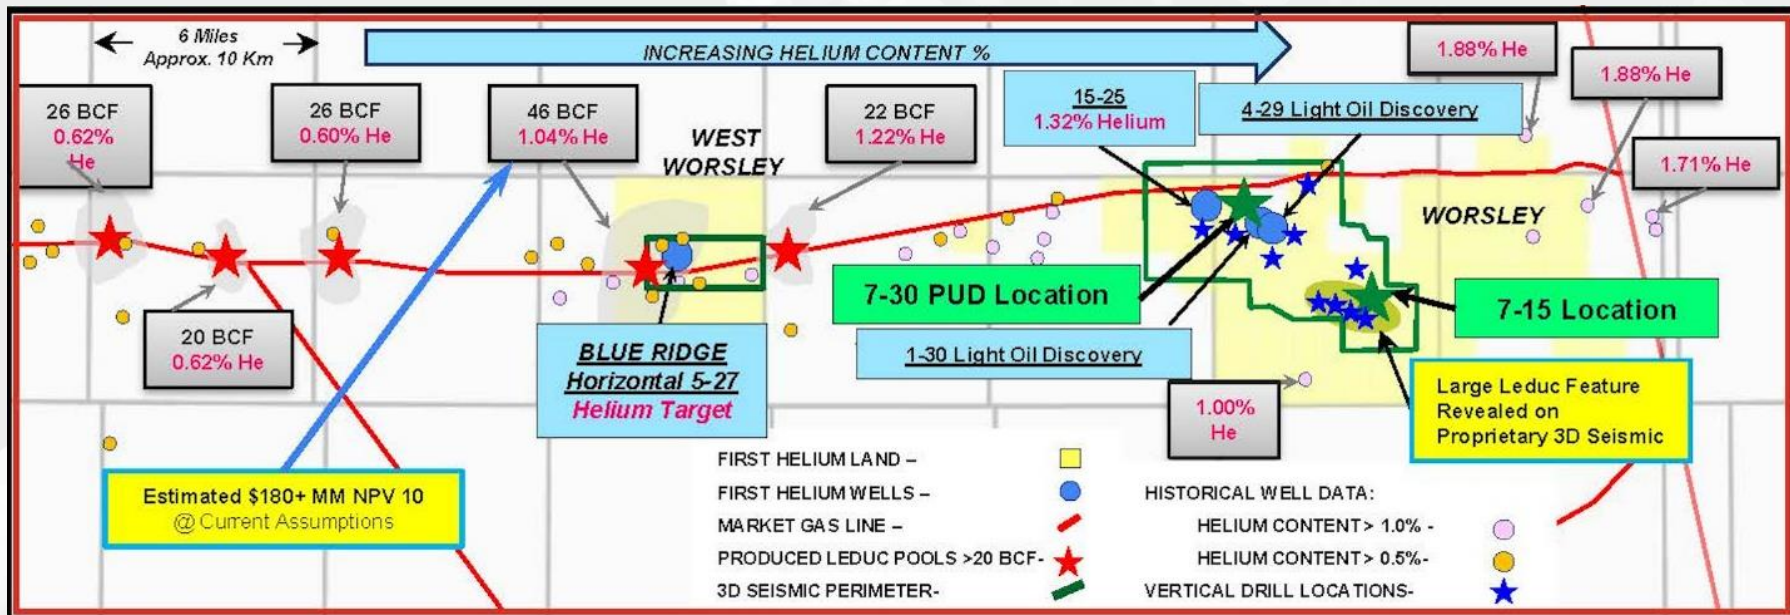 6 Miles
Approx. 10 Km
INCREASING HELIUM CONTENT %
1.88% He
1.88% He
26 BCF
0.62%
He
26 BCF
0.60% He
46 BCF
1.04% He
WEST
WORSLEY
22 BCF
1.22% He
15-25
1.32% Helium
4-29 Light Oil Discovery
1.71% He
WORSLEY
7-30 PUD Location
7-15 Location
20 BCF
0.62% He
BLUE RIDGE
Horizontal 5-27
Helium Target
1-30 Light Oil Discovery
1.00%
He
Large Leduc Feature
Revealed on
Proprietary 3D Seismic
Estimated $180+ MM NPV 10
@ Current Assumptions
FIRST HELIUM LAND –
FIRST HELIUM WELLS –
MARKET GAS LINE –
PRODUCED LEDUC POOLS >20 BCF-
3D SEISMIC PERIMETER-
HISTORICAL WELL DATA:
HELIUM CONTENT > 1.0% -
HELIUM CONTENT > 0.5%-
VERTICAL DRILL LOCATIONS-